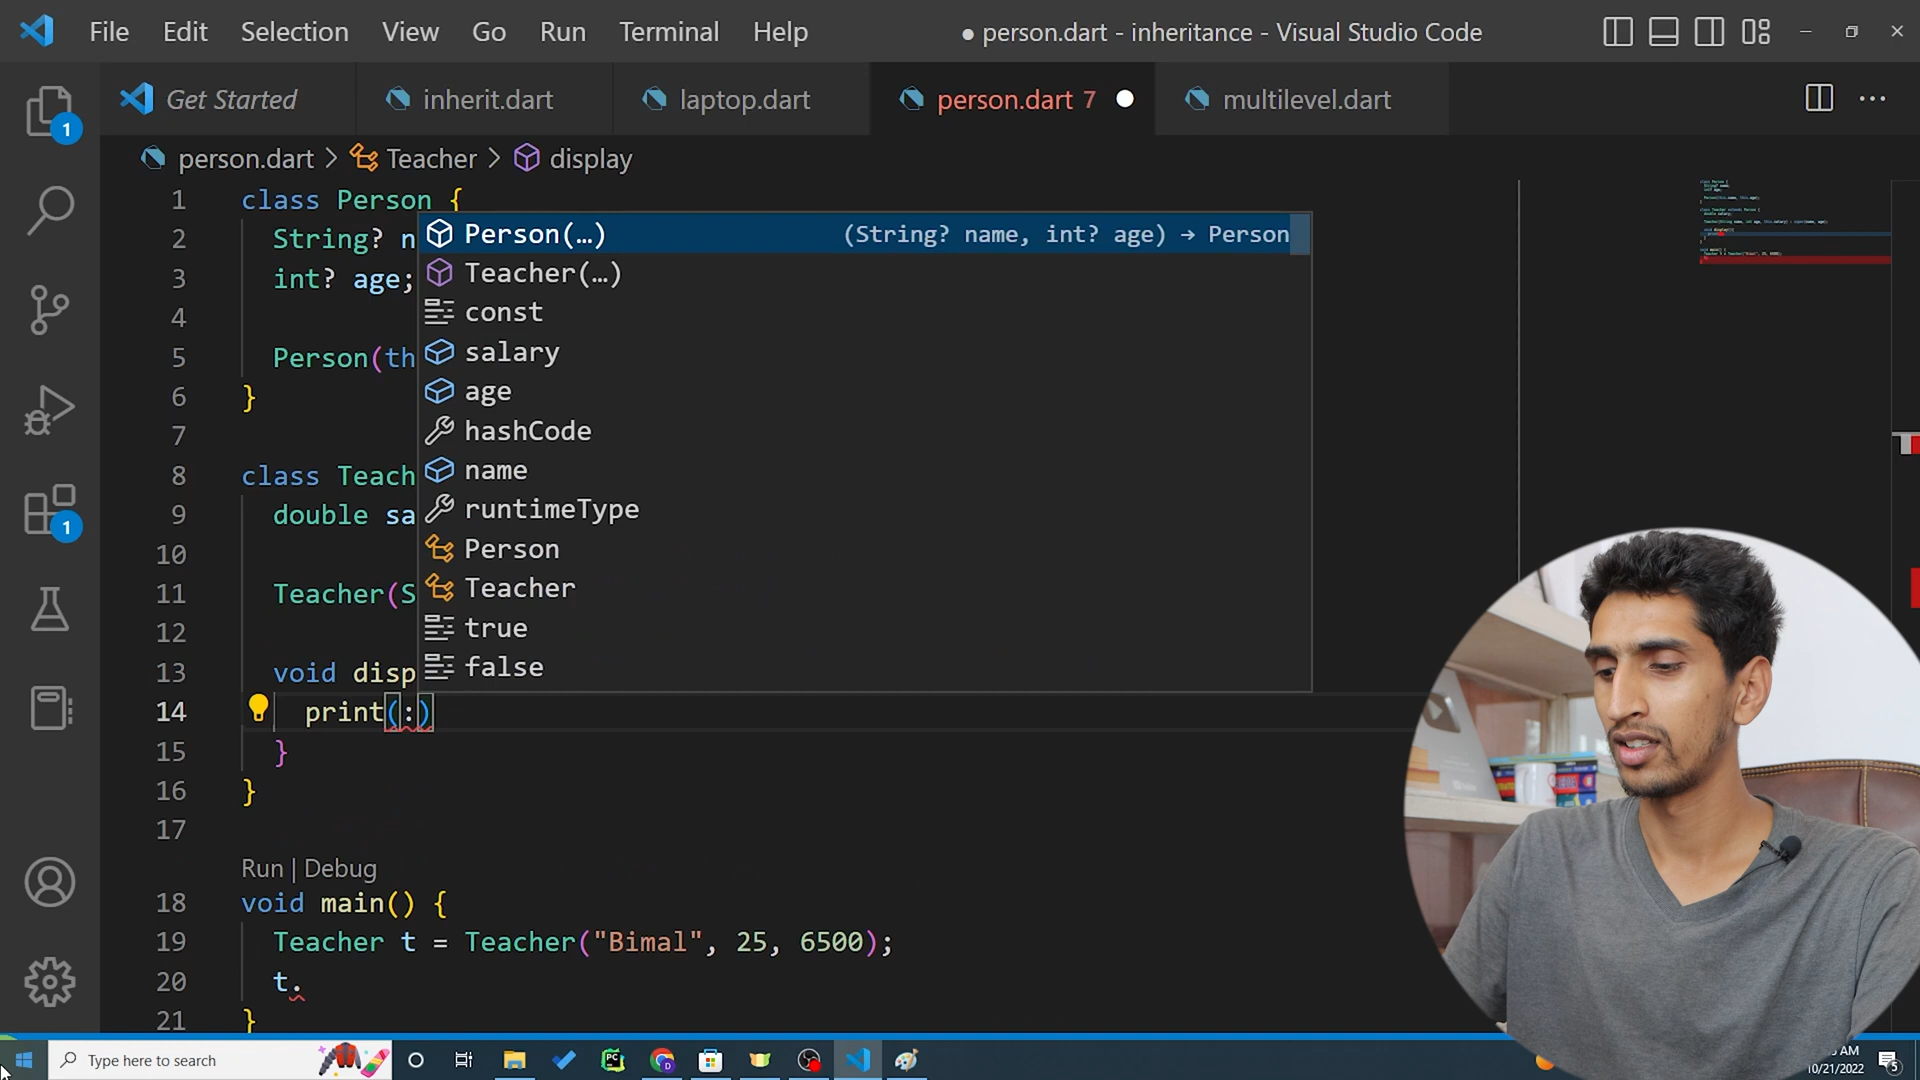 File Edit Selection View Go Run Terminal Help ● person.dart - inheritance - Visual Studio Code
Get Started inherit.dart laptop.dart person.dart 7 multilevel.dart
person.dart > Teacher > display
1 class Person {
2 String? n
3 int? age;
4
5 Person(th
6 }
7
8 class Teach
9 double sa
10
11 Teacher(S
12
13 void disp
14 print(:)
15 }
16 }
17
Run | Debug
18 void main() {
19 Teacher t = Teacher("Bimal", 25, 6500);
20 t.
21 }
Person(…) (String? name, int? age) → Person
Teacher(…)
const
salary
age
hashCode
name
runtimeType
Person
Teacher
true
false
1
1
Type here to search
AM
10/21/2022
5